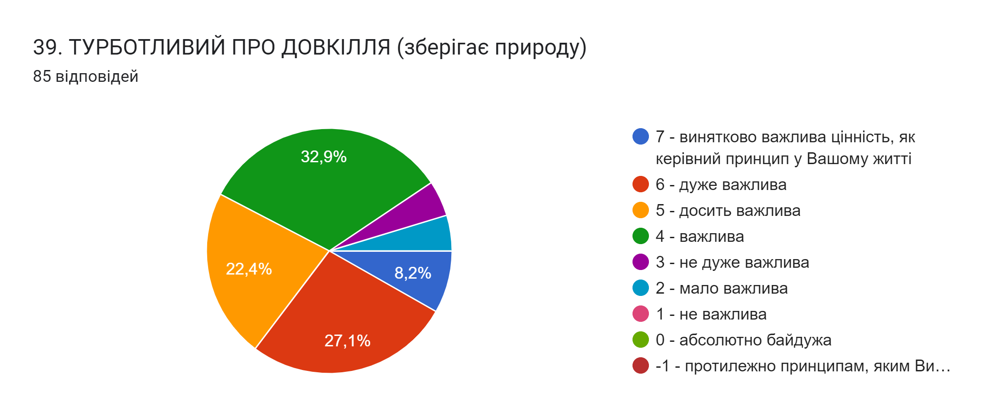 39. ТУРБОТЛИВИЙ ПРО ДОВКІЛЛЯ (зберігає природу)
85 відповідей
32,9%
22,4%
8,2%
27,1%
7 - винятково важлива цінність, як
керівний принцип у Вашому житті
6 - дуже важлива
5 - досить важлива
4 - важлива
3 - не дуже важлива
2 - мало важлива
1 - не важлива
0 - абсолютно байдужа
-1 - протилежно принципам, яким Ви…